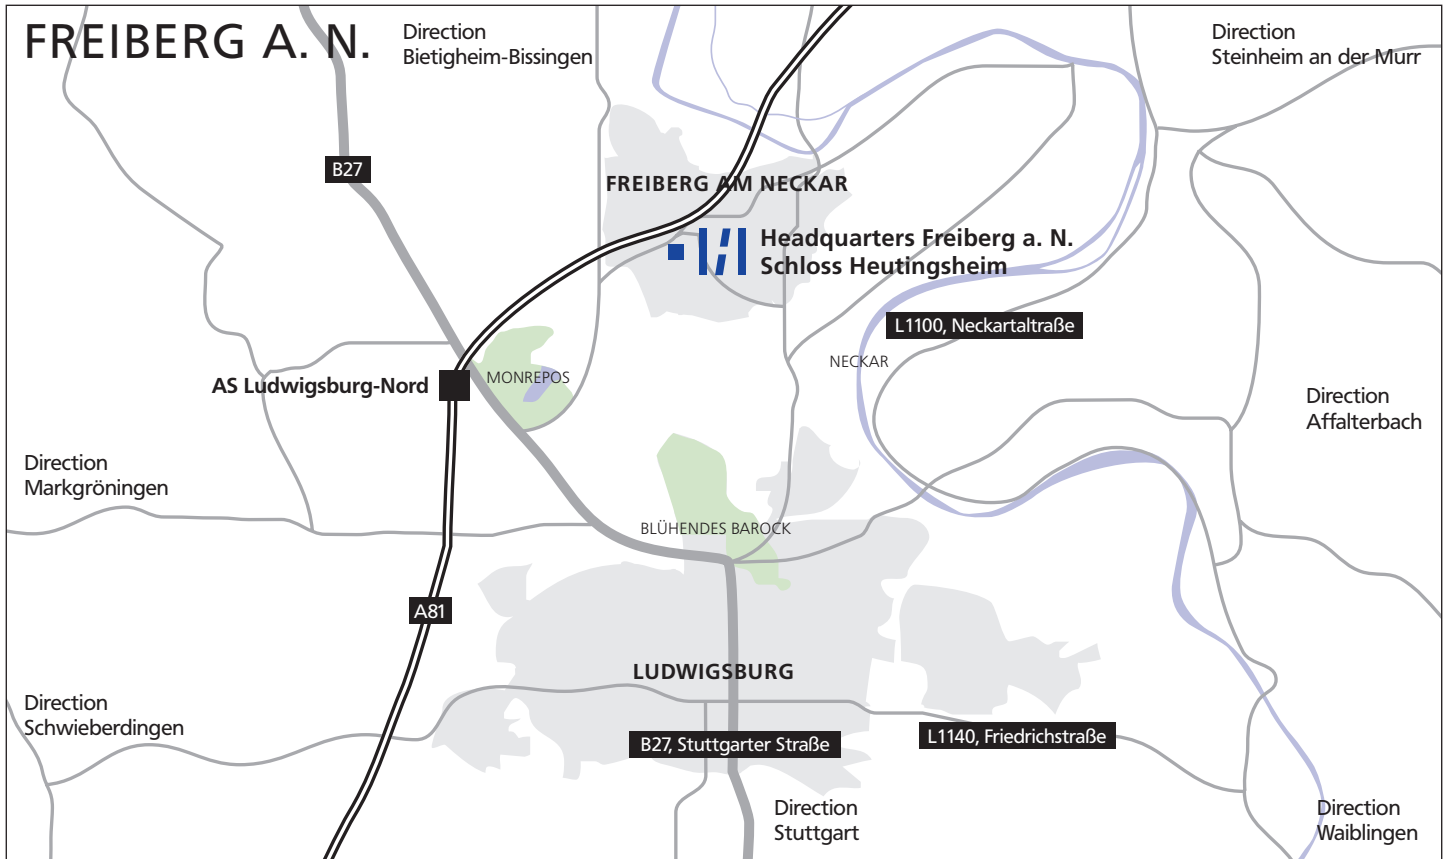 FREIBERG A. N.
Direction
Bietigheim-Bissingen
Direction
Steinheim an der Murr
B27
FREIBERG AM NECKAR
Headquarters Freiberg a. N.
Schloss Heutingsheim
L1100, Neckartaltraße
NECKAR
MONREPOS
AS Ludwigsburg-Nord
Direction
Affalterbach
Direction
Markgröningen
BLÜHENDES BAROCK
A81
LUDWIGSBURG
Direction
Schwieberdingen
B27, Stuttgarter Straße
L1140, Friedrichstraße
Direction
Stuttgart
Direction
Waiblingen